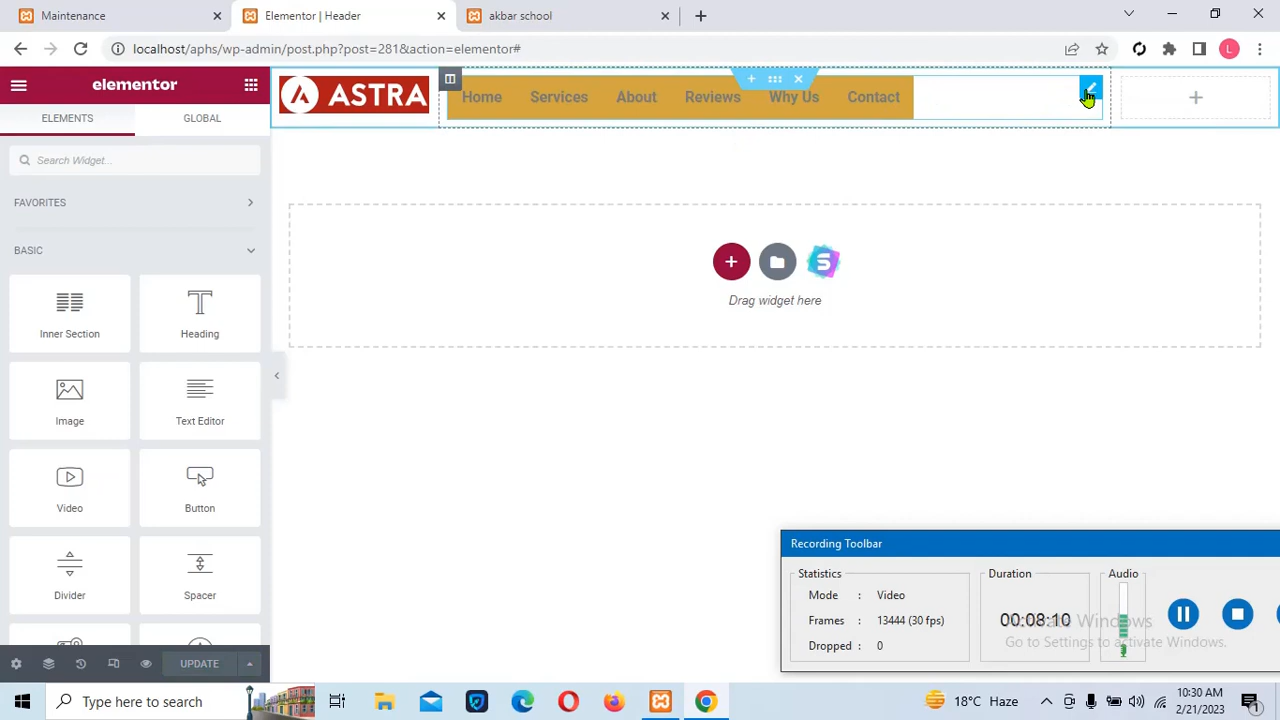 Maintenance
Elementor | Header
akbar school
localhost/aphs/wp-admin/post.php?post=281&action=elementor#
L
elementor
ELEMENTS
GLOBAL
Search Widget...
FAVORITES
BASIC
Inner Section
Heading
Image
Text Editor
Video
Button
Divider
Spacer
UPDATE
ASTRA
Home
Services
About
Reviews
Why Us
Contact
Drag widget here
Recording Toolbar
Statistics
Mode : Video
Frames : 13444 (30 fps)
Dropped : 0
Duration
00:08:10
Audio
Activate Windows
Go to Settings to activate Windows.
Type here to search
18°C Haze
10:30 AM
2/21/2023
1